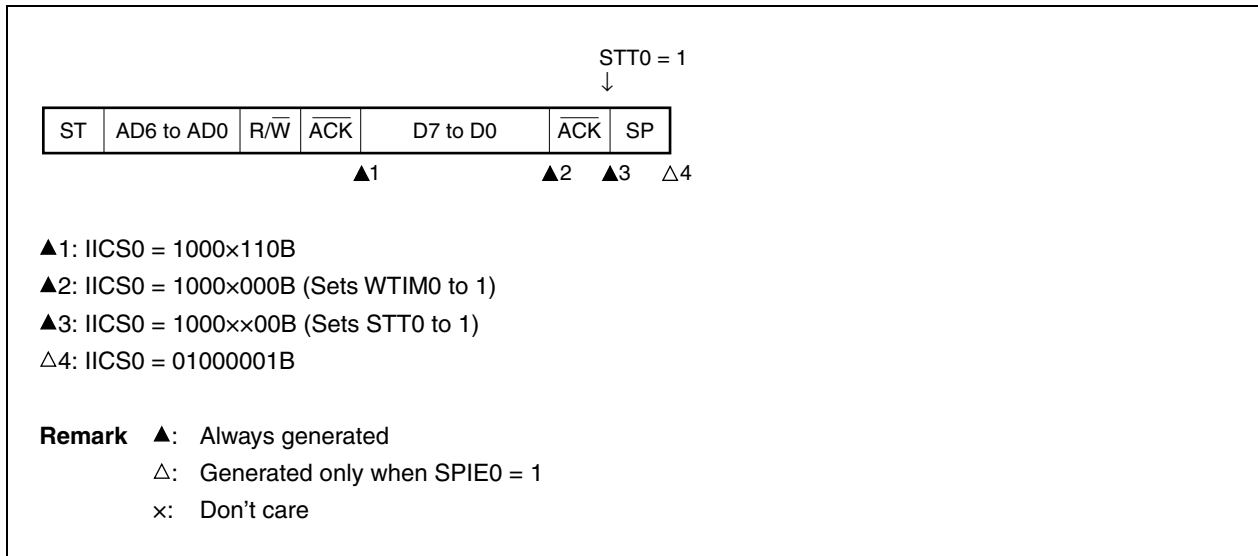 STT0 = 1
↓
ST AD6 to AD0 R/W̅ A̅C̅K̅ D7 to D0 A̅C̅K̅ SP
▲1 ▲2 ▲3 △4
▲1: IICS0 = 1000×110B
▲2: IICS0 = 1000×000B (Sets WTIM0 to 1)
▲3: IICS0 = 1000××00B (Sets STT0 to 1)
△4: IICS0 = 01000001B
Remark ▲: Always generated
△: Generated only when SPIE0 = 1
×: Don't care